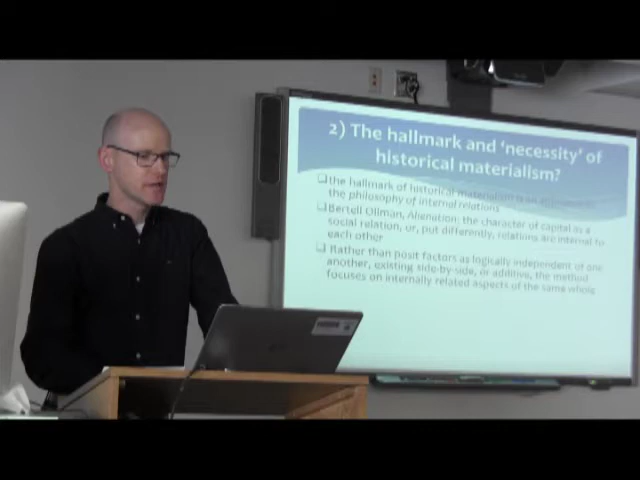 2) The hallmark and 'necessity' of
historical materialism?
the hallmark of historical materialism is an
the philosophy of internal relations
Bertell Ollman, Alienation: the character of capital as a
social relation, or, put differently, relations are internal to
each other
Rather than posit factors as logically independent of one
another, existing side-by-side, or additive, the method
focuses on internally related aspects of the same whole